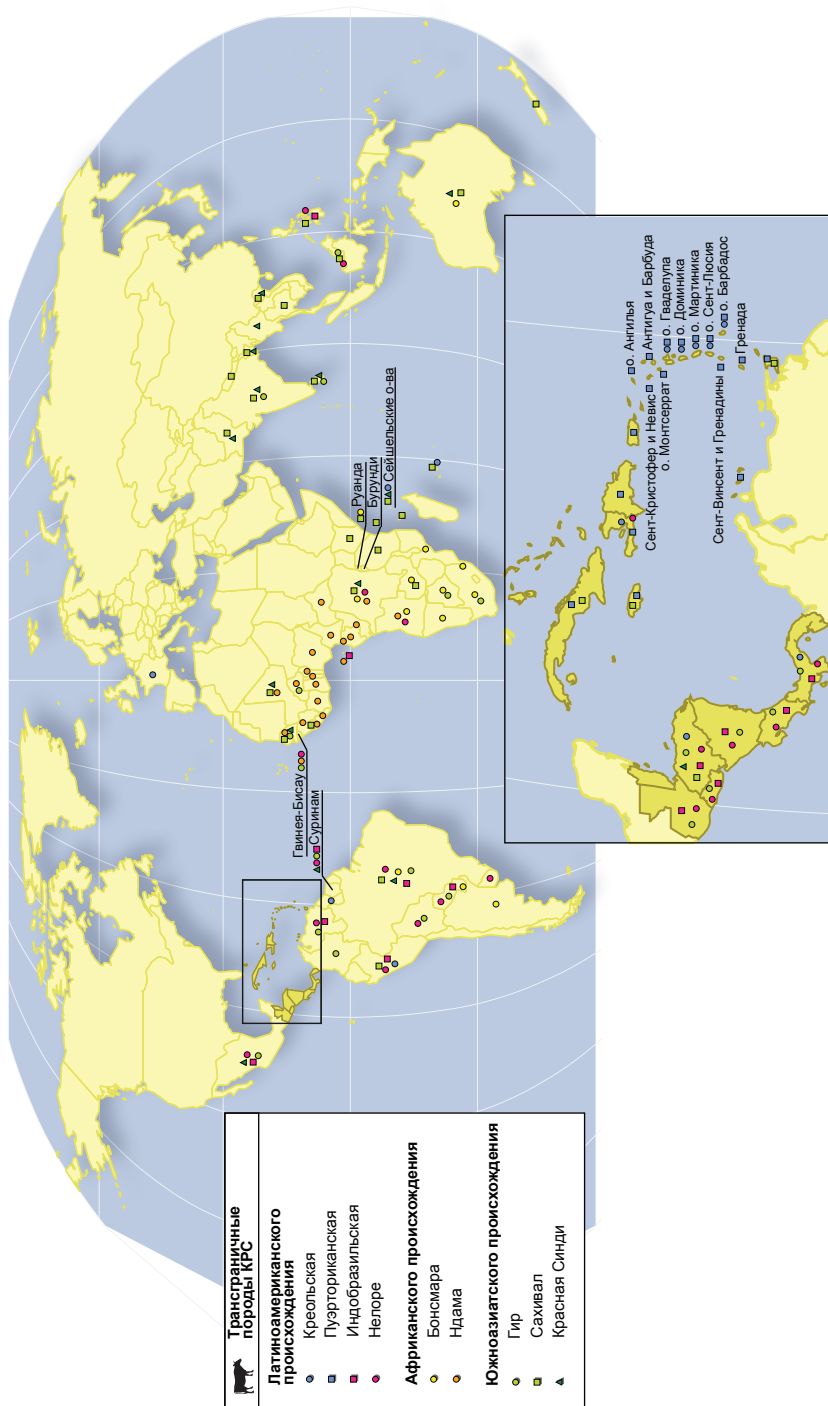 Трансграничные
породы КРС
Латиноамериканского
происхождения
Креольская
Пуэрториканская
Индобразильская
Нелоре
Африканского происхождения
Бонсмара
Ндама
Южноазиатского происхождения
Гир
Сахивал
Красная Синди
Гвинея-Бисау
Суринам
Руанда
Бурунди
Сейшельские о-ва
Сент-Кристофер и Невис
о. Монтсеррат
Сент-Винсент и Гренадины
о. Ангилья
Антигуа и Барбуда
о. Гваделупа
о. Доминика
о. Мартиника
о. Сент-Люсия
о. Барбадос
Гренада